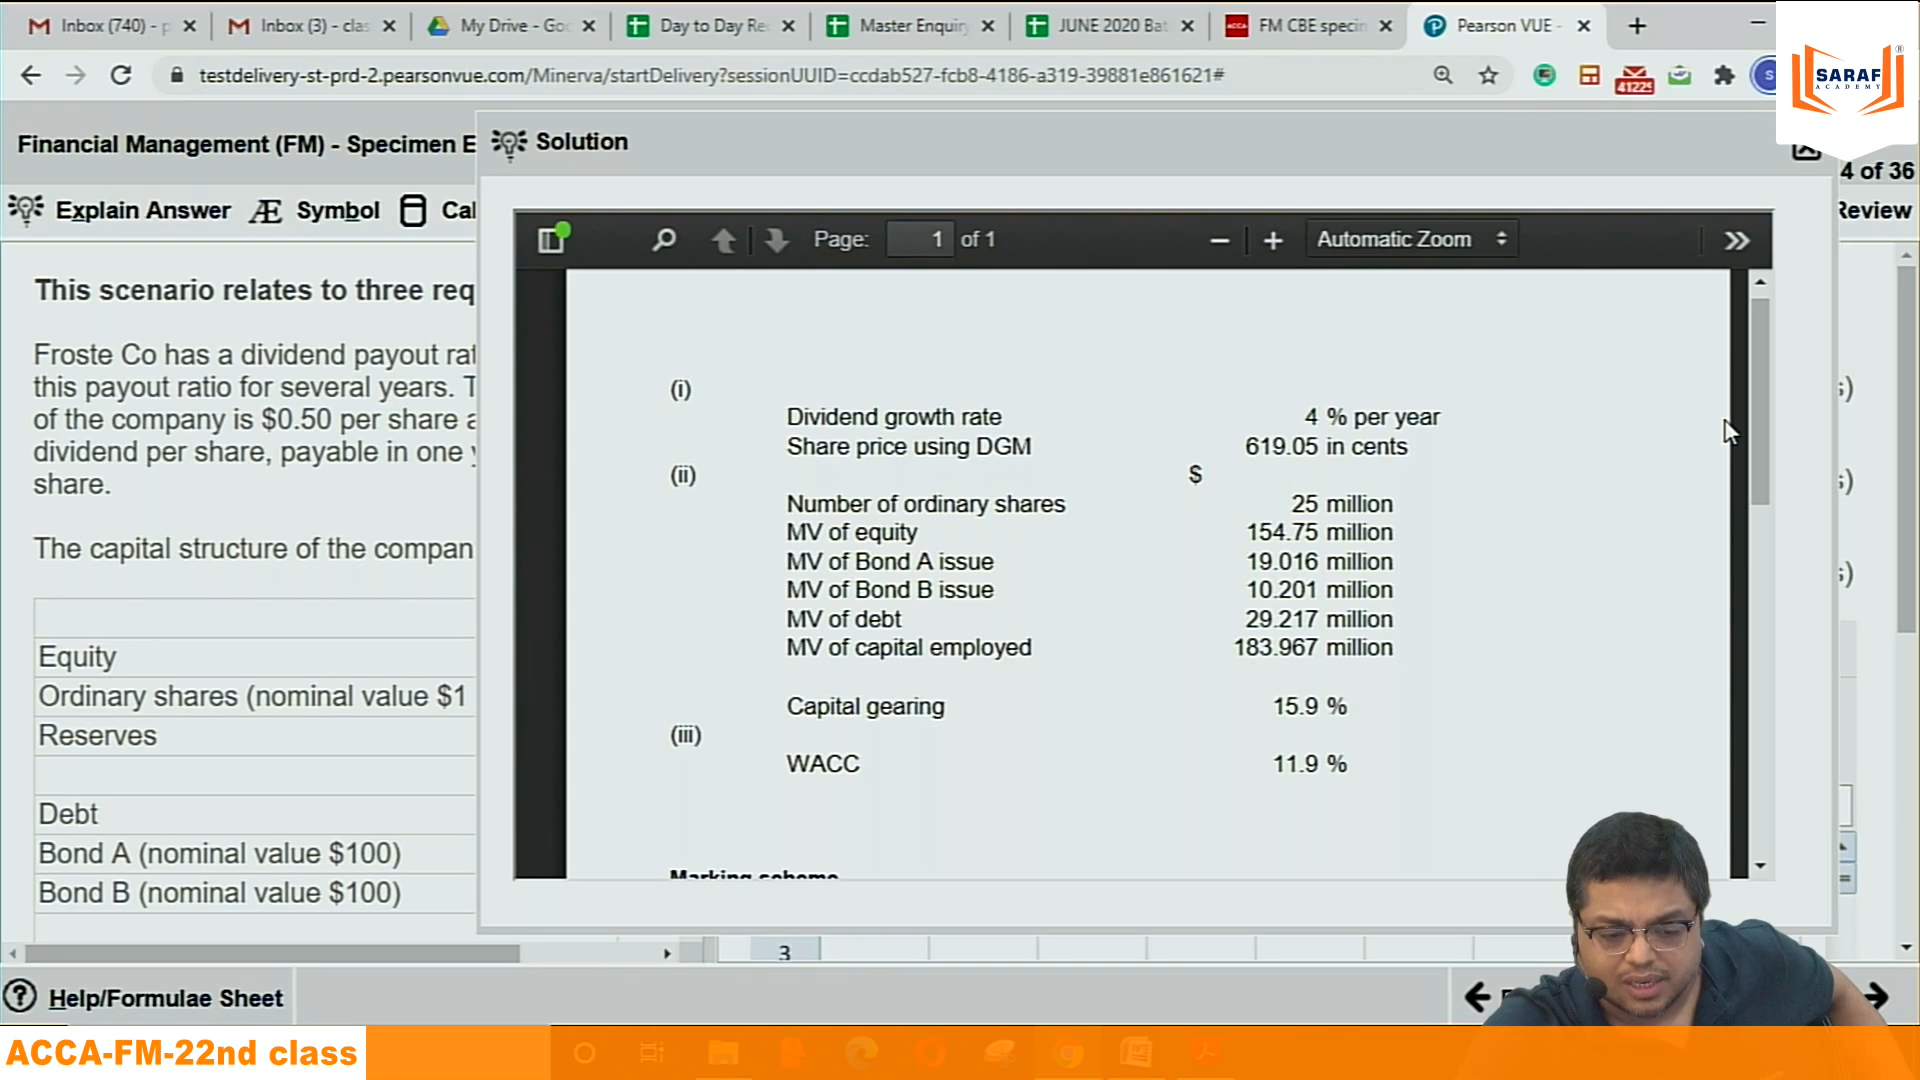 Inbox (740) - p
Inbox (3) - clas
My Drive - Goo
Day to Day Re
Master Enquiry
JUNE 2020 Bat
FM CBE specim
Pearson VUE -
testdelivery-st-prd-2.pearsonvue.com/Minerva/startDelivery?sessionUUID=ccdab527-fcb8-4186-a319-39881e861621#
41225
S
SARAF
ACADEMY
®
Financial Management (FM) - Specimen E
Solution
4 of 36
Explain Answer
Symbol
Cal
Review
Page: 1 of 1
Automatic Zoom
This scenario relates to three req
Froste Co has a dividend payout rat
this payout ratio for several years. T
of the company is $0.50 per share a
dividend per share, payable in one y
share.
The capital structure of the compan
Equity
Ordinary shares (nominal value $1
Reserves
Debt
Bond A (nominal value $100)
Bond B (nominal value $100)
(i)
Dividend growth rate 4 % per year
Share price using DGM 619.05 in cents
(ii) $
Number of ordinary shares 25 million
MV of equity 154.75 million
MV of Bond A issue 19.016 million
MV of Bond B issue 10.201 million
MV of debt 29.217 million
MV of capital employed 183.967 million
Capital gearing 15.9 %
(iii)
WACC 11.9 %
Marking scheme
3
Help/Formulae Sheet
ACCA-FM-22nd class